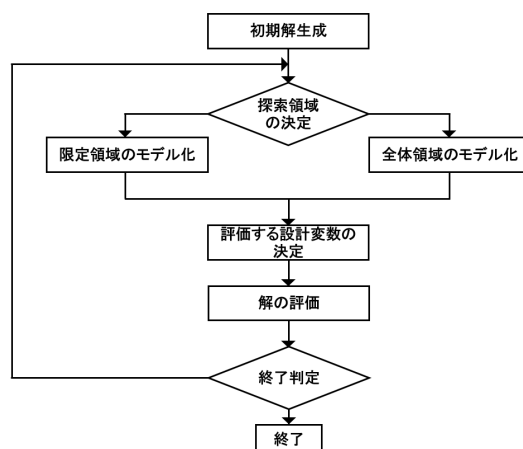 初期解生成
探索領域
の決定
限定領域のモデル化
全体領域のモデル化
評価する設計変数の
決定
解の評価
終了判定
終了